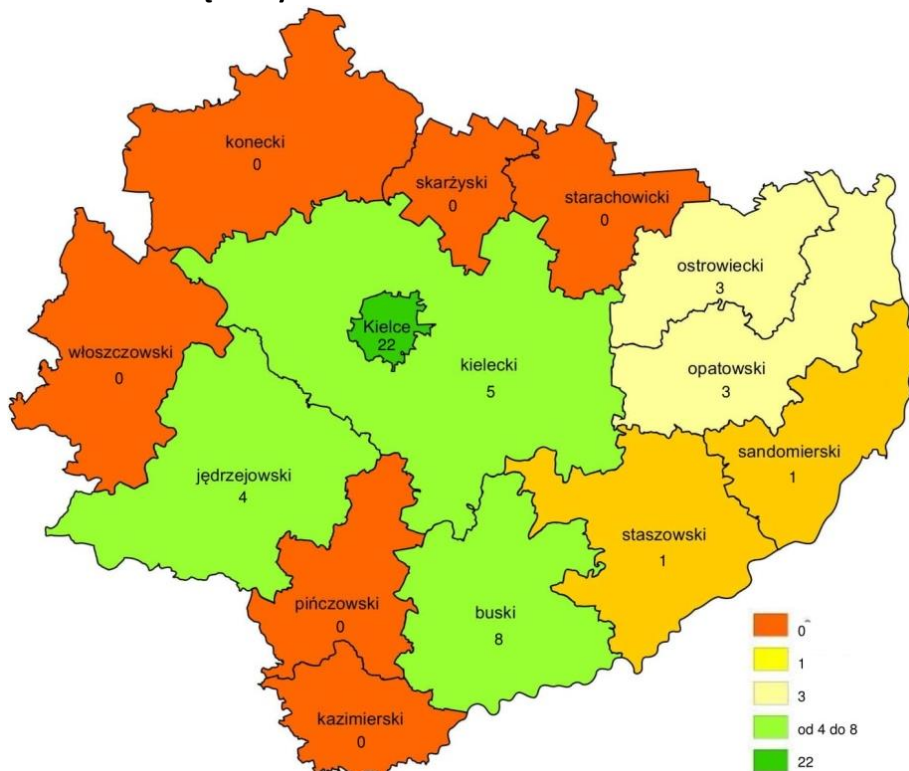 konecki
0
skarżyski
0
starachowicki
0
ostrowiecki
3
włoszczowski
0
Kielce
22
kielecki
5
opatowski
3
sandomierski
1
jędrzejowski
4
staszowski
1
pińczowski
0
buski
8
kazimierski
0
0
1
3
od 4 do 8
22